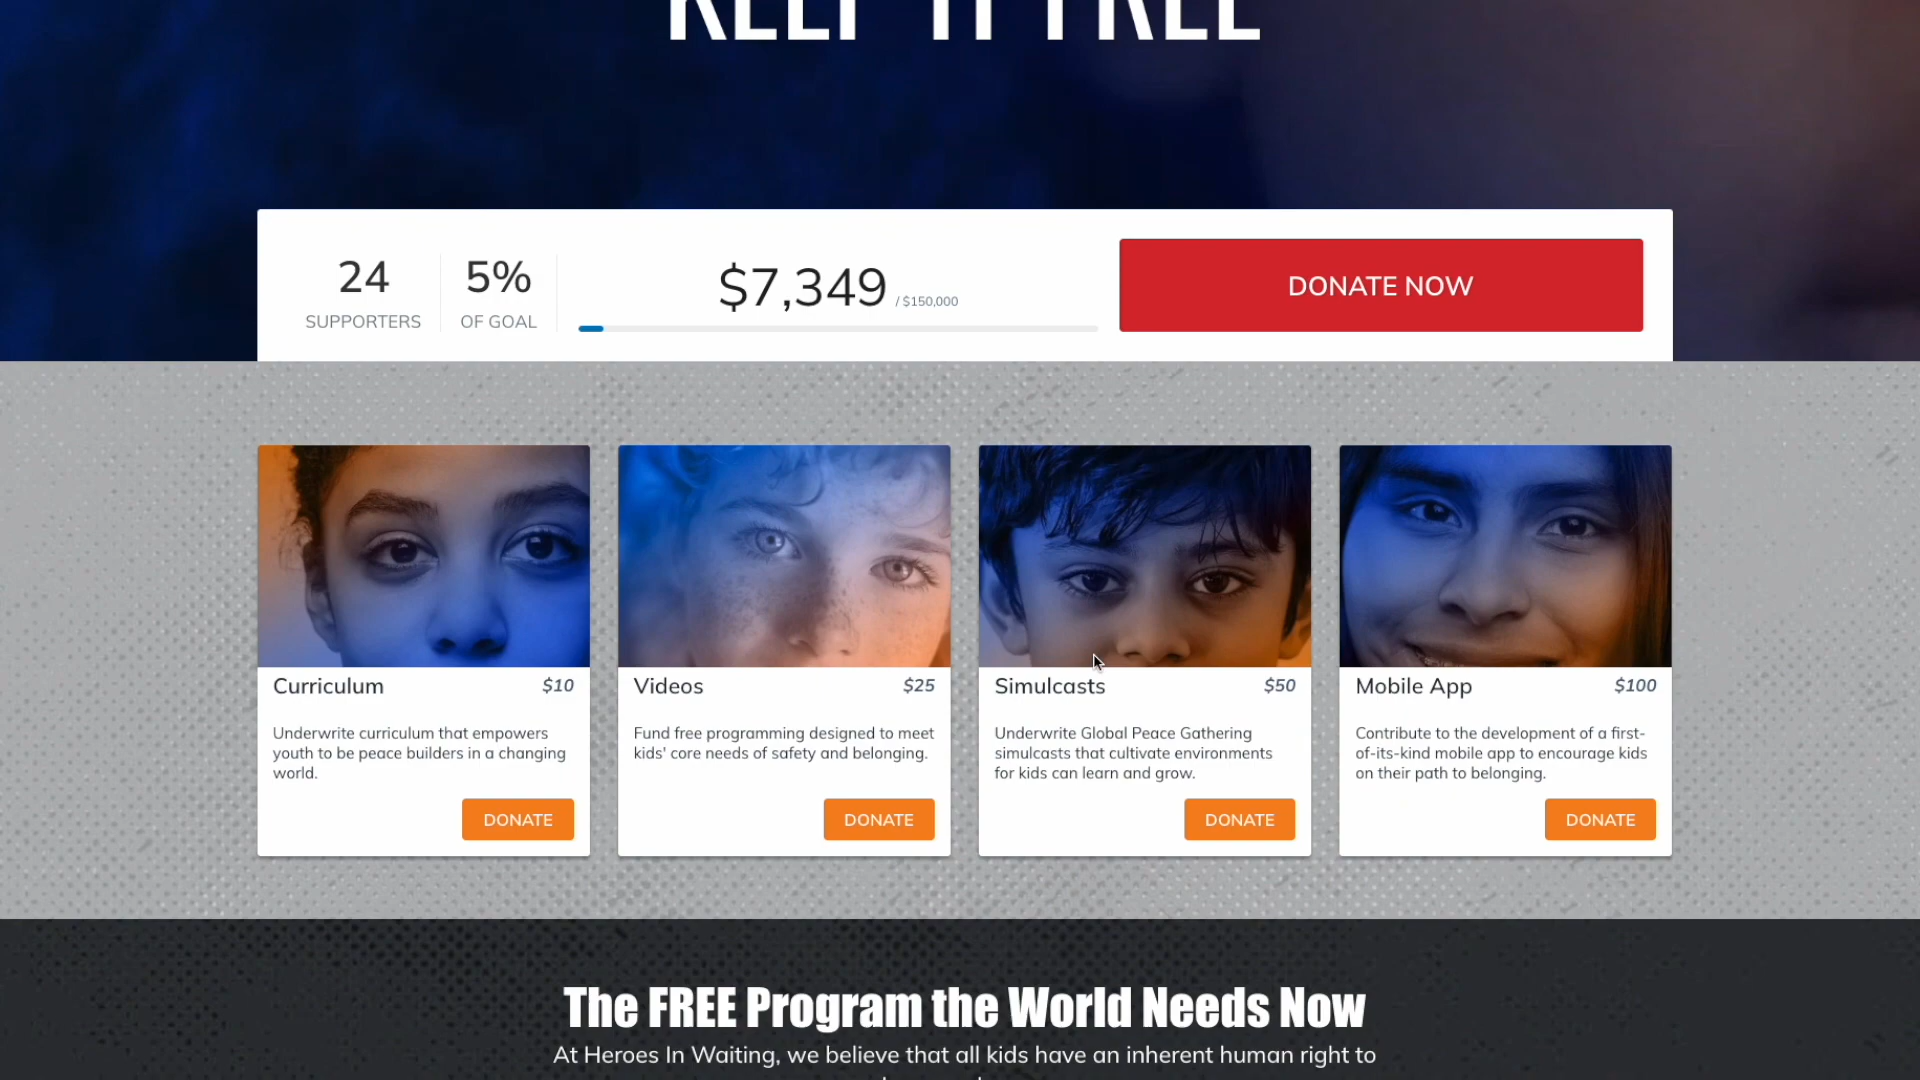 KEEP IT FREE
24
SUPPORTERS
5%
OF GOAL
$7,349 / $150,000
DONATE NOW
Curriculum $10
Underwrite curriculum that empowers
youth to be peace builders in a changing
world.
DONATE
Videos $25
Fund free programming designed to meet
kids' core needs of safety and belonging.
DONATE
Simulcasts $50
Underwrite Global Peace Gathering
simulcasts that cultivate environments
for kids can learn and grow.
DONATE
Mobile App $100
Contribute to the development of a first-
of-its-kind mobile app to encourage kids
on their path to belonging.
DONATE
The FREE Program the World Needs Now
At Heroes In Waiting, we believe that all kids have an inherent human right to